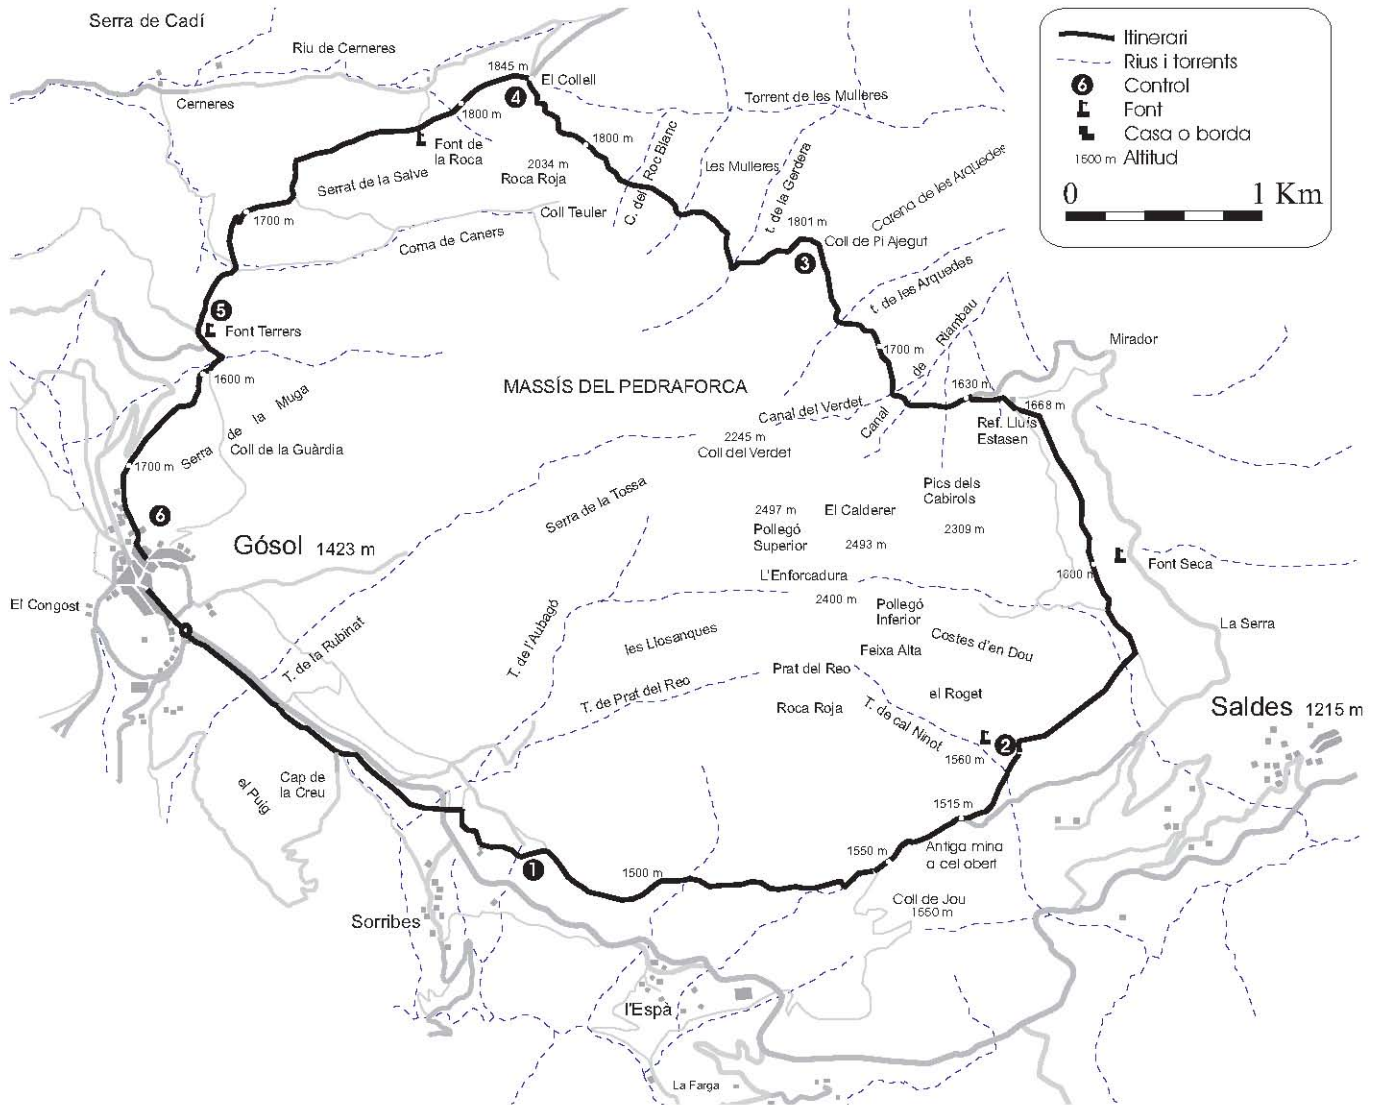 Serra de Cadí
Riu de Cerneres
Cerneres
1845 m
El Collell
4
1800 m
Font de
la Roca
1800 m
2034 m
Roca Roja
Serrat de la Salve
Coll Teuler
Coma de Caners
1700 m
C. del Roc Blanc
Torrent de les Mulleres
Les Mulleres
t. de la Gerdera
Carena de les Arquedes
1801 m
Coll de Pi Ajegut
3
Itinerari
Rius i torrents
6 Control
Font
Casa o borda
1500 m Altitud
0 1 Km
5
Font Terrers
1600 m
Serra de la Muga
Coll de la Guàrdia
1700 m
6
MASSÍS DEL PEDRAFORCA
t. de les Arquedes
1700 m
Canal de Riambau
Canal del Verdet
2245 m
Coll del Verdet
1630 m
1668 m
Ref. Lluís
Estasen
Mirador
Pics dels
Cabirols
2309 m
Serra de la Tossa
2497 m
Pollegó
Superior
El Calderer
2493 m
L'Enforcadura
2400 m
Pollegó
Inferior
Feixa Alta
Costes d'en Dou
1600 m
Font Seca
La Serra
Gósol 1423 m
El Congost
T. de la Rubinat
T. de l'Aubagó
les Llosanques
T. de Prat del Reo
Prat del Reo
Roca Roja
el Roget
T. de cal Ninot
2
1560 m
Saldes 1215 m
1515 m
Antiga mina
a cel obert
1550 m
Coll de Jou
1550 m
Cap de
la Creu
el Puig
1
1500 m
Sorribes
l'Espà
La Farga